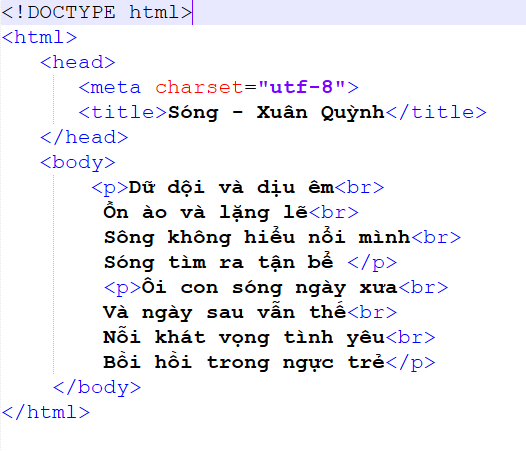 <!DOCTYPE html>
<html>
<head>
<meta charset="utf-8">
<title>Sóng - Xuân Quỳnh</title>
</head>
<body>
<p>Dữ dội và dịu êm<br>
Ồn ào và lặng lẽ<br>
Sông không hiểu nổi mình<br>
Sóng tìm ra tận bể </p>
<p>Ôi con sóng ngày xưa<br>
Và ngày sau vẫn thế<br>
Nỗi khát vọng tình yêu<br>
Bồi hồi trong ngực trẻ</p>
</body>
</html>